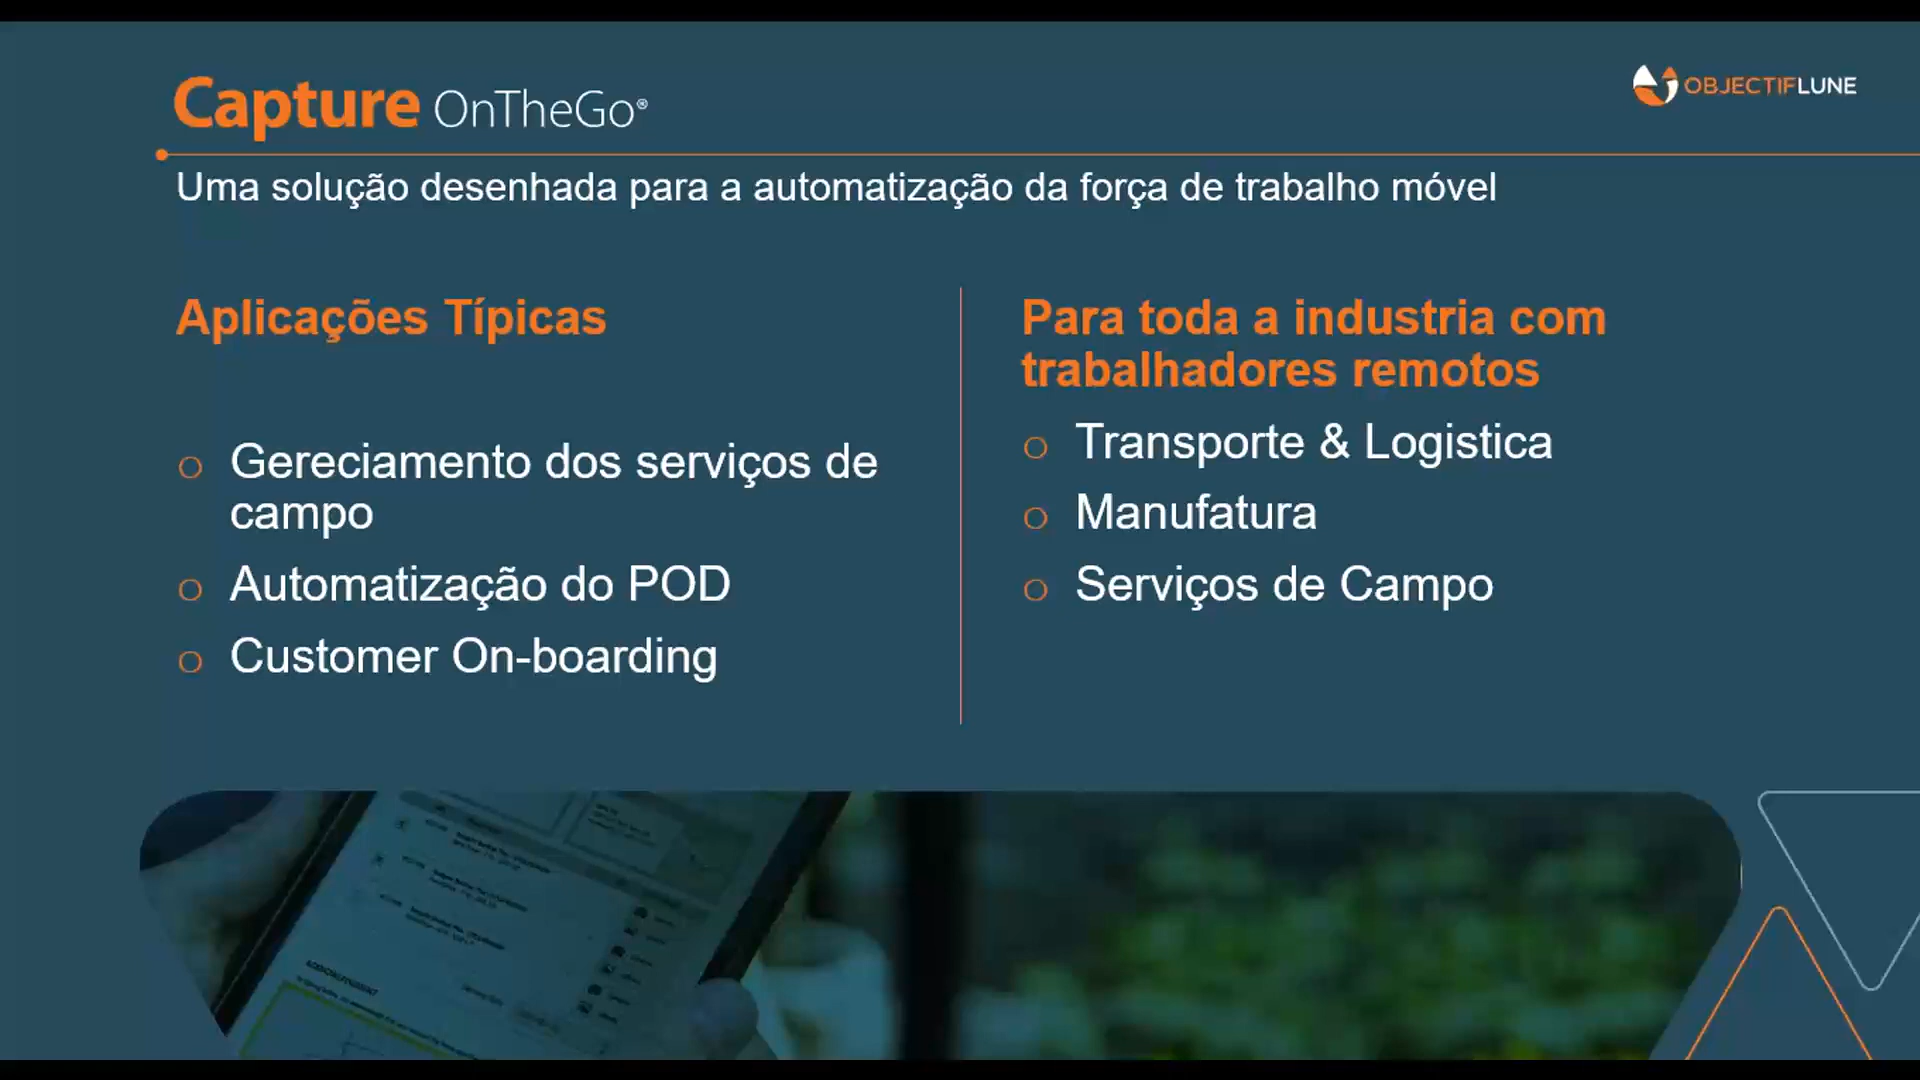 Capture OnTheGo®
OBJECTIFLUNE
Uma solução desenhada para a automatização da força de trabalho móvel
Aplicações Típicas
Gereciamento dos serviços de
campo
Automatização do POD
Customer On-boarding
Para toda a industria com
trabalhadores remotos
Transporte & Logistica
Manufatura
Serviços de Campo